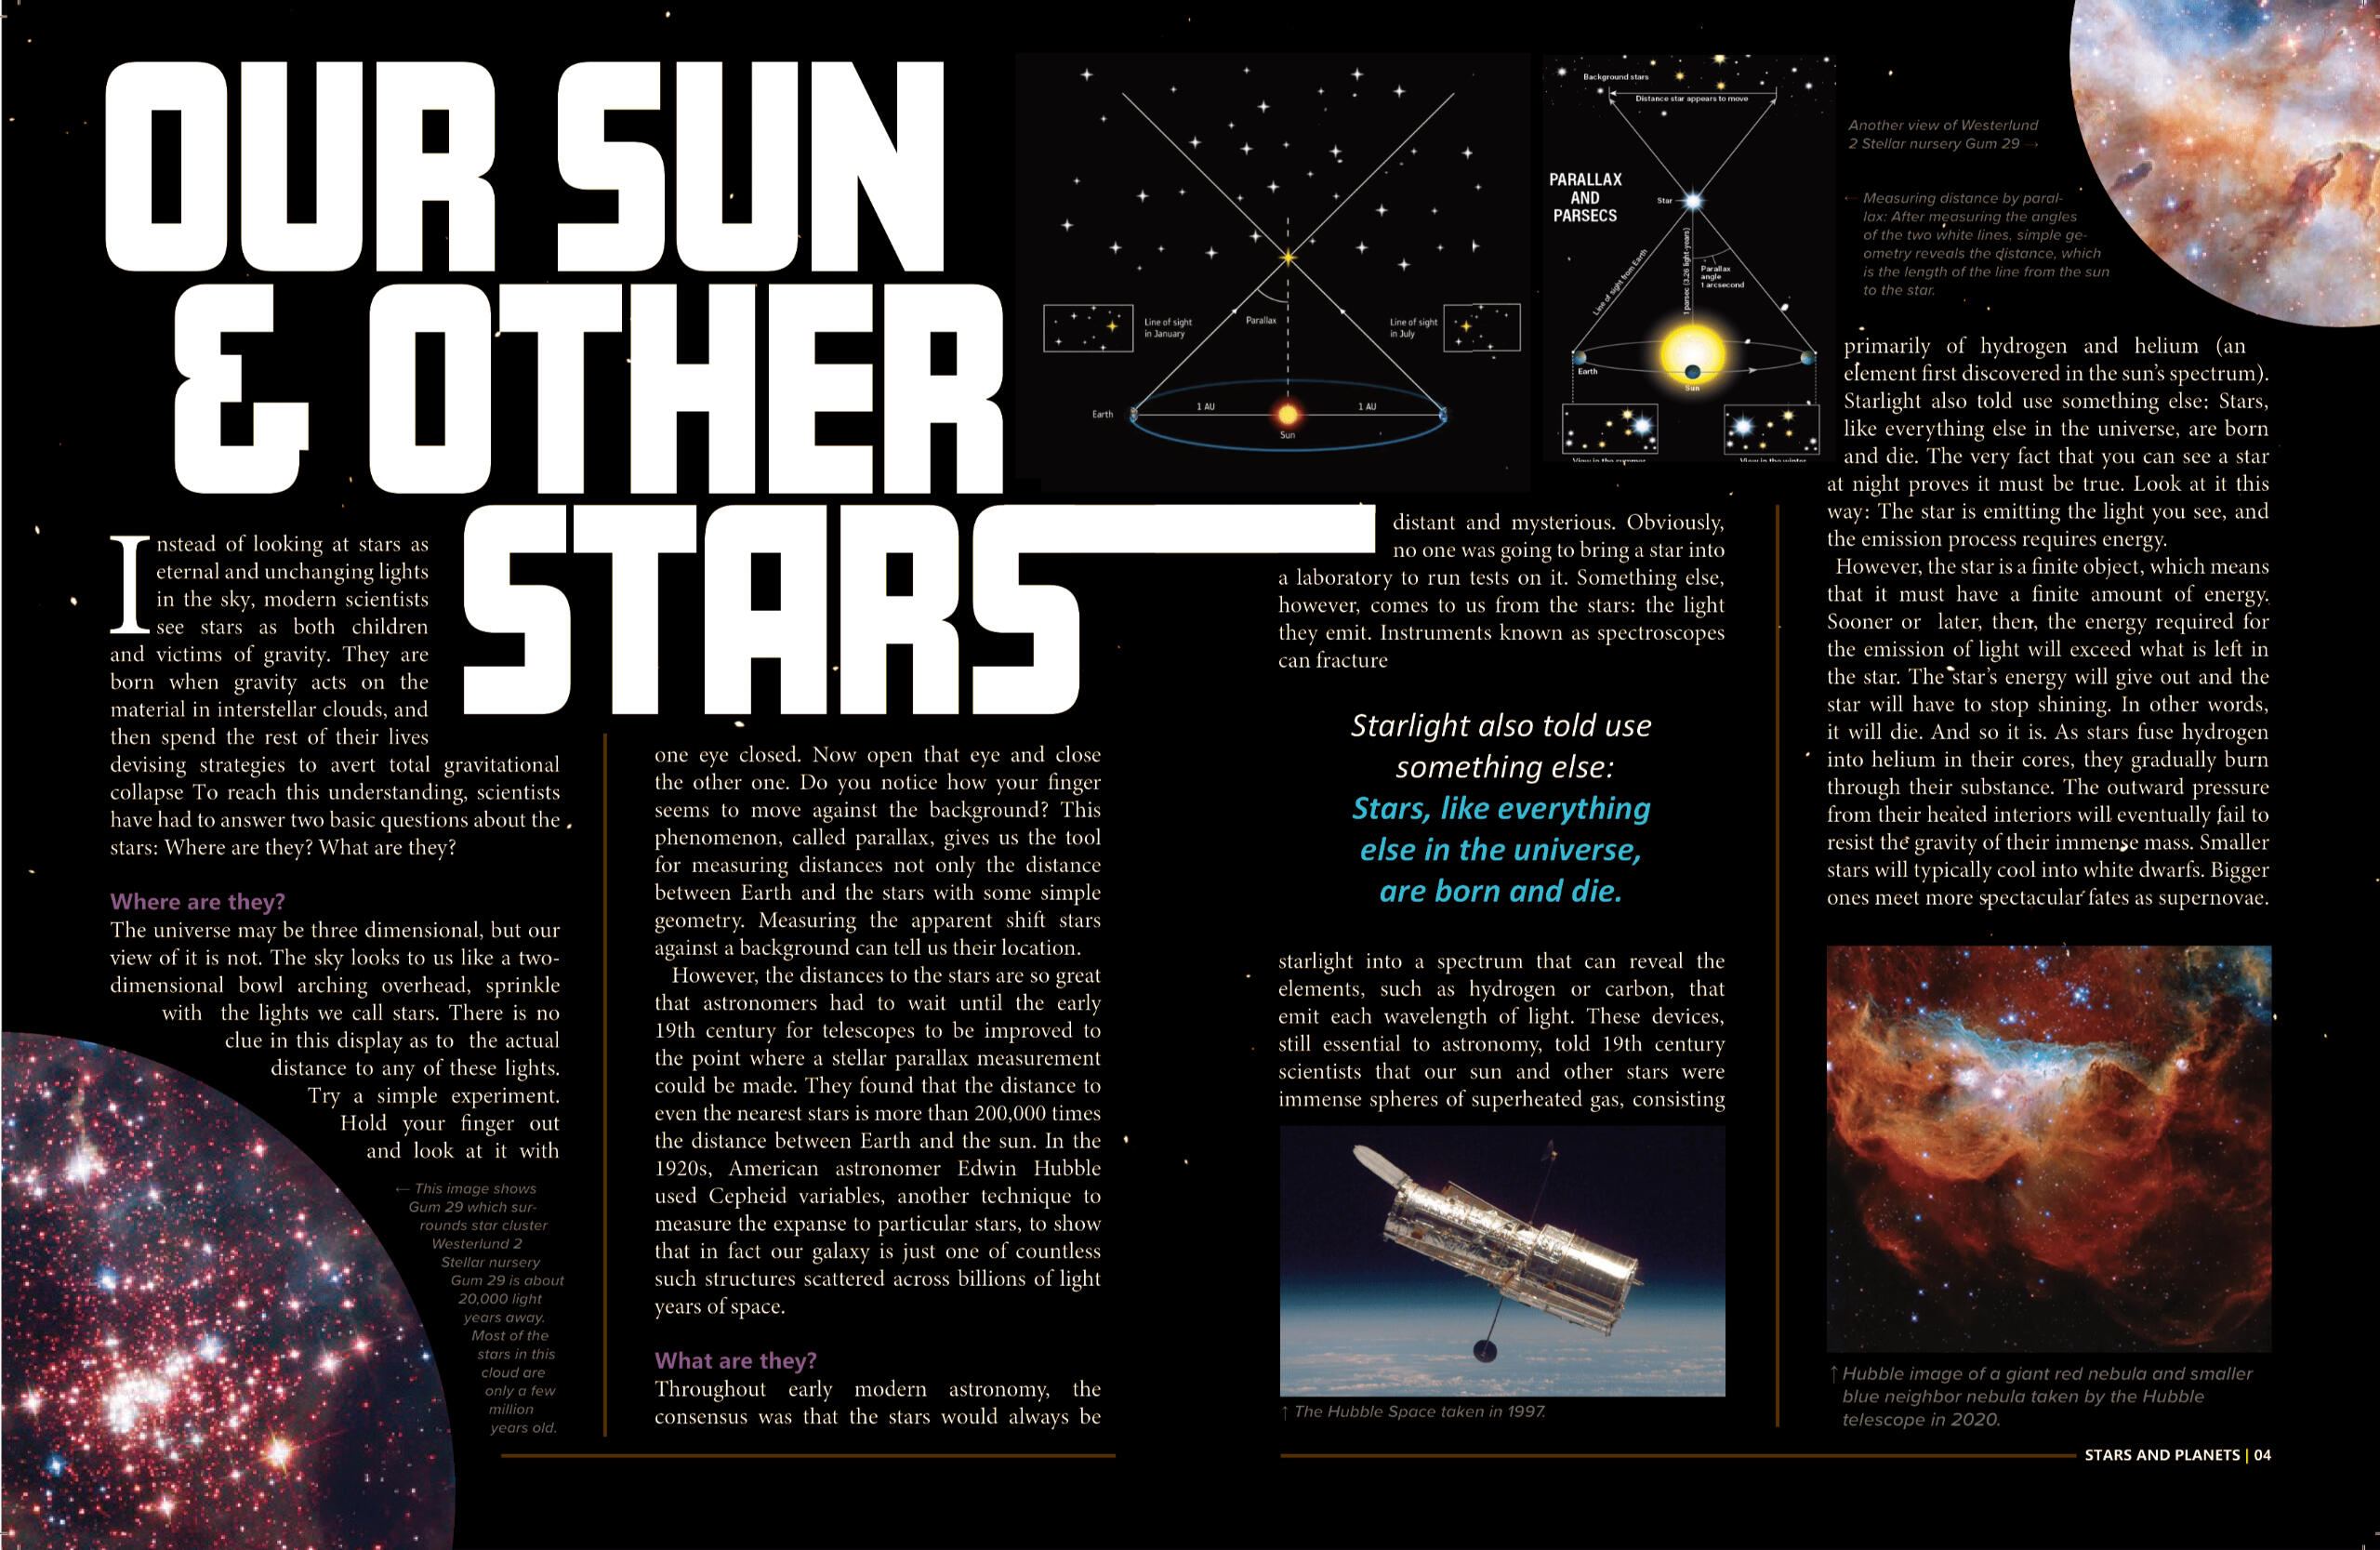 OUR SUN
& OTHER
STARS
Instead of looking at stars as
eternal and unchanging lights
in the sky, modern scientists
see stars as both children
and victims of gravity. They are
born when gravity acts on the
material in interstellar clouds, and
then spend the rest of their lives
devising strategies to avert total gravitational
collapse To reach this understanding, scientists
have had to answer two basic questions about the
stars: Where are they? What are they?
Where are they?
The universe may be three dimensional, but our
view of it is not. The sky looks to us like a two-
dimensional bowl arching overhead, sprinkle
with the lights we call stars. There is no
clue in this display as to the actual
distance to any of these lights.
Try a simple experiment.
Hold your finger out
and look at it with
← This image shows
Gum 29 which sur-
rounds star cluster
Westerlund 2
Stellar nursery
Gum 29 is about
20,000 light
years away.
Most of the
stars in this
cloud are
only a few
million
years old.
one eye closed. Now open that eye and close
the other one. Do you notice how your finger
seems to move against the background? This
phenomenon, called parallax, gives us the tool
for measuring distances not only the distance
between Earth and the stars with some simple
geometry. Measuring the apparent shift stars
against a background can tell us their location.
However, the distances to the stars are so great
that astronomers had to wait until the early
19th century for telescopes to be improved to
the point where a stellar parallax measurement
could be made. They found that the distance to
even the nearest stars is more than 200,000 times
the distance between Earth and the sun. In the
1920s, American astronomer Edwin Hubble
used Cepheid variables, another technique to
measure the expanse to particular stars, to show
that in fact our galaxy is just one of countless
such structures scattered across billions of light
years of space.
What are they?
Throughout early modern astronomy, the
consensus was that the stars would always be
Line of sight
in January
Parallax
Line of sight
in July
Earth
1 AU
1 AU
Sun
Background stars
Distance star appears to move
PARALLAX
AND
PARSECS
Star
Line of sight from Earth
1 parsec (3.26 light-years)
Parallax
angle
1 arcsecond
Earth
Sun
View in the summer
View in the winter
Another view of Westerlund
2 Stellar nursery Gum 29 →
← Measuring distance by paral-
lax: After measuring the angles
of the two white lines, simple ge-
ometry reveals the distance, which
is the length of the line from the sun
to the star.
distant and mysterious. Obviously,
no one was going to bring a star into
a laboratory to run tests on it. Something else,
however, comes to us from the stars: the light
they emit. Instruments known as spectroscopes
can fracture
Starlight also told use
something else:
Stars, like everything
else in the universe,
are born and die.
starlight into a spectrum that can reveal the
elements, such as hydrogen or carbon, that
emit each wavelength of light. These devices,
still essential to astronomy, told 19th century
scientists that our sun and other stars were
immense spheres of superheated gas, consisting
↑ The Hubble Space taken in 1997.
primarily of hydrogen and helium (an
element first discovered in the sun's spectrum).
Starlight also told use something else: Stars,
like everything else in the universe, are born
and die. The very fact that you can see a star
at night proves it must be true. Look at it this
way: The star is emitting the light you see, and
the emission process requires energy.
However, the star is a finite object, which means
that it must have a finite amount of energy.
Sooner or later, then, the energy required for
the emission of light will exceed what is left in
the star. The star's energy will give out and the
star will have to stop shining. In other words,
it will die. And so it is. As stars fuse hydrogen
into helium in their cores, they gradually burn
through their substance. The outward pressure
from their heated interiors will eventually fail to
resist the gravity of their immense mass. Smaller
stars will typically cool into white dwarfs. Bigger
ones meet more spectacular fates as supernovae.
↑ Hubble image of a giant red nebula and smaller
blue neighbor nebula taken by the Hubble
telescope in 2020.
STARS AND PLANETS | 04